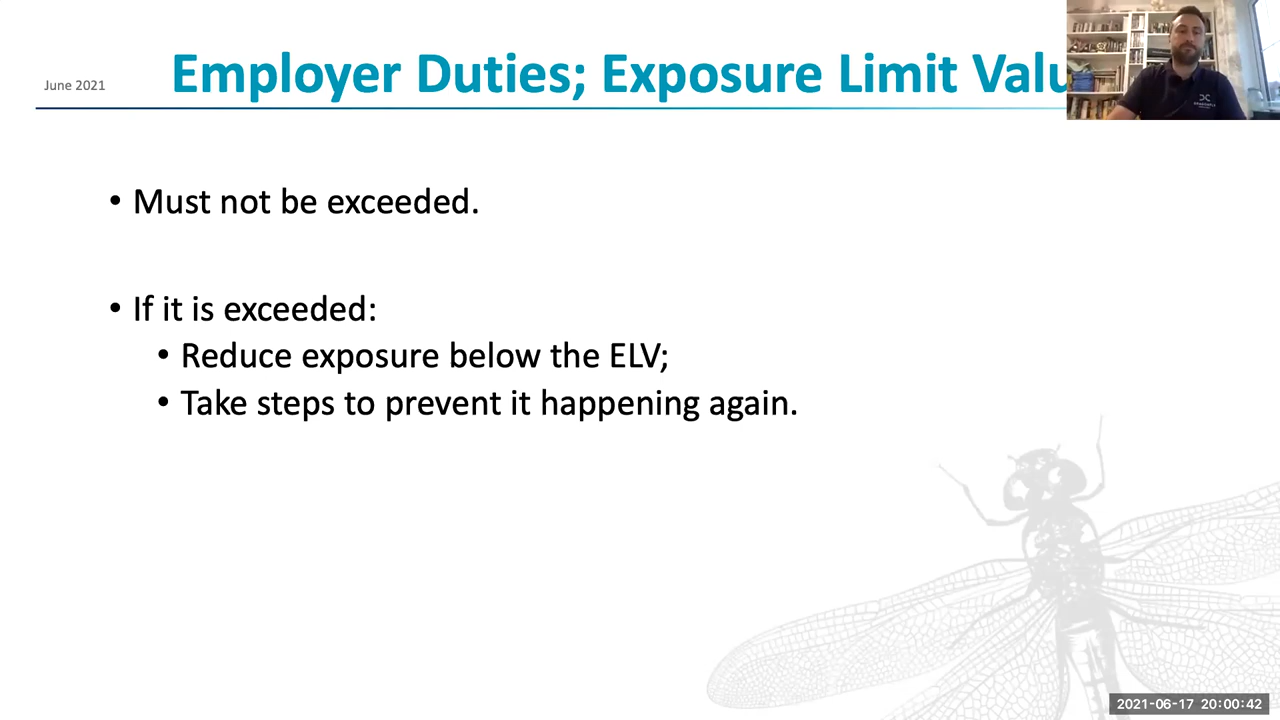 June 2021
Employer Duties; Exposure Limit Valu
• Must not be exceeded.
• If it is exceeded:
• Reduce exposure below the ELV;
• Take steps to prevent it happening again.
2021-06-17 20:00:42